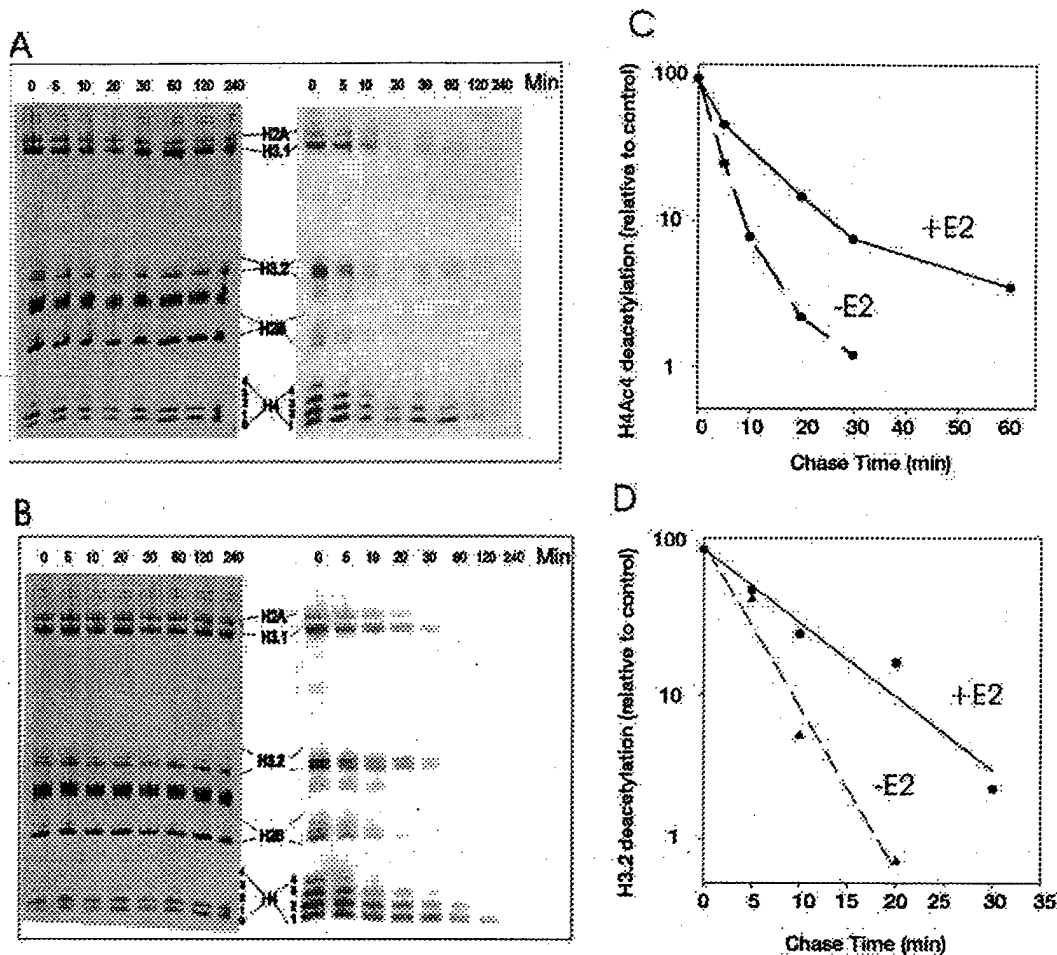 A
0 5 10 20 30 60 120 240
0 5 10 20 30 60 120 240 Min
H2A
H3.1
H3.2
H2B
H4
B
0 5 10 20 30 60 120 240
0 5 10 20 30 60 120 240 Min
H2A
H3.1
H3.2
H2B
H4
C
H4Ac4 deacetylation (relative to control)
100
10
1
+E2
-E2
0 10 20 30 40 50 60
Chase Time (min)
D
H3.2 deacetylation (relative to control)
100
10
1
+E2
-E2
0 5 10 15 20 25 30 35
Chase Time (min)